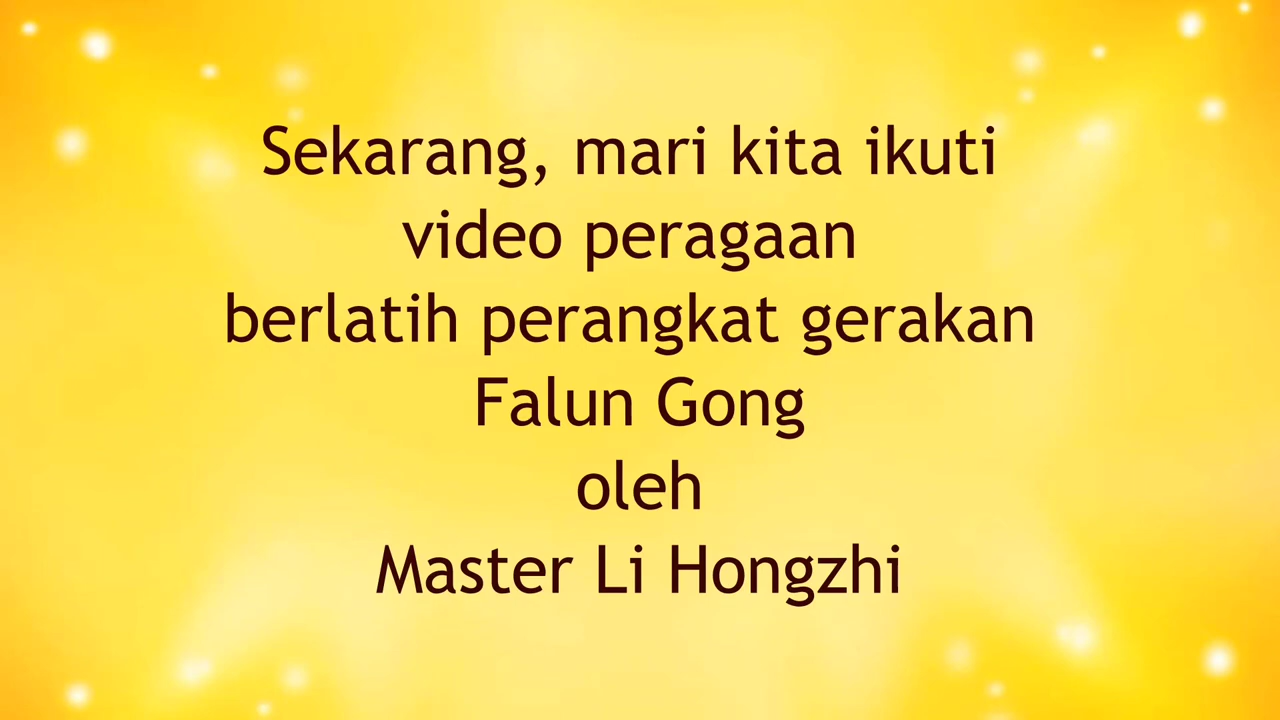 Sekarang, mari kita ikuti
video peragaan
berlatih perangkat gerakan
Falun Gong
oleh
Master Li Hongzhi